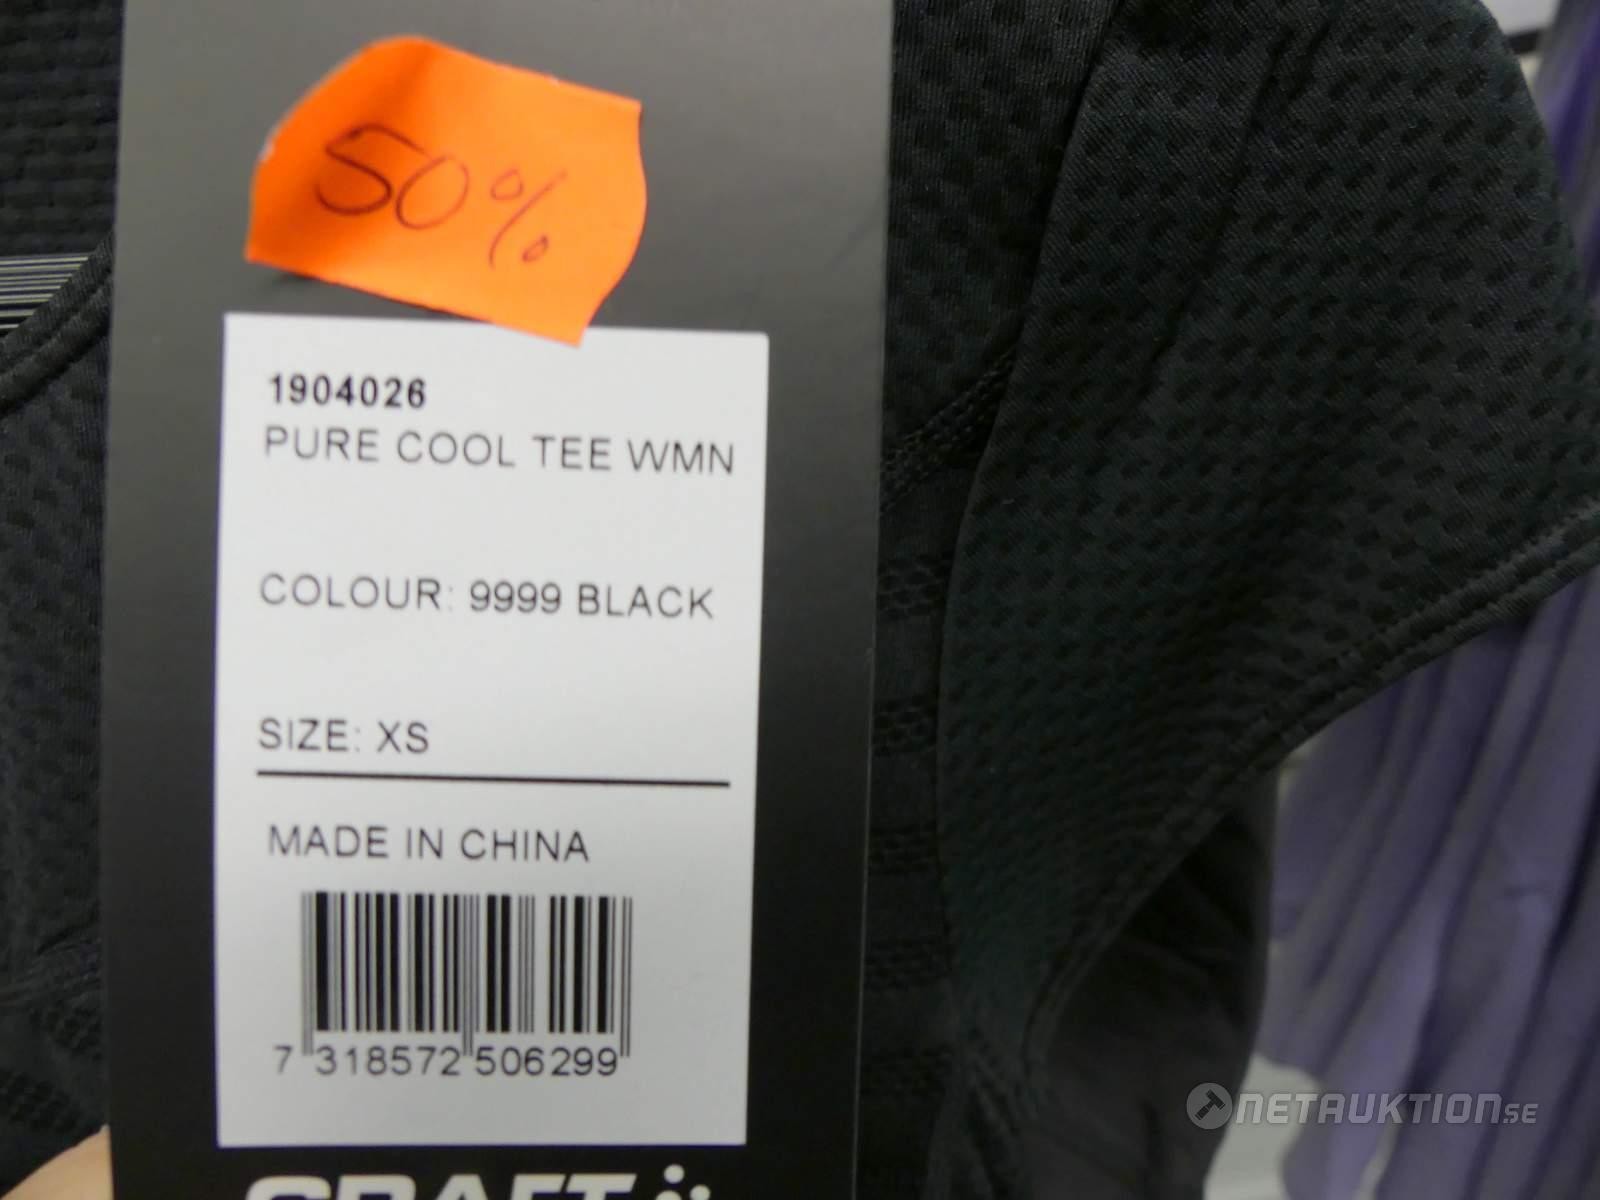 50%
1904026
PURE COOL TEE WMN
COLOUR: 9999 BLACK
SIZE: XS
MADE IN CHINA
7 318572 506299
CRAFT
NETAUKTION.SE